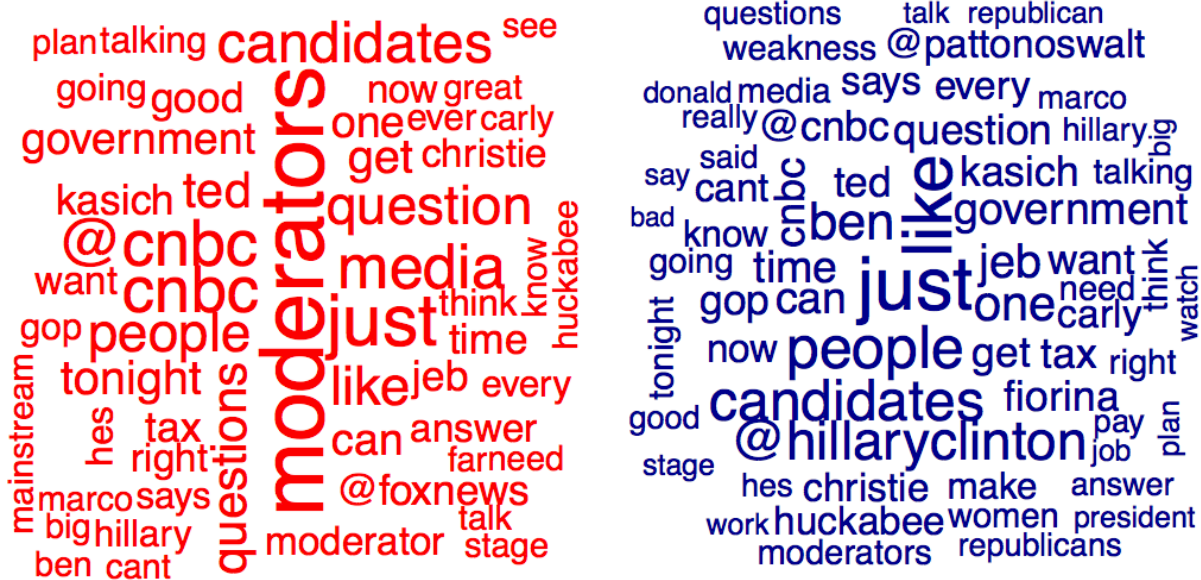 plan talking candidates see
going good now great
government one ever carly
get christie
moderators
kasich ted question
@cnbc media
want cnbc just think know huckabee
gop people time
tonight like jeb every
mainstream hes tax questions can answer
right far need
marco says @foxnews
big hillary moderator talk
ben cant stage
questions talk republican
weakness @pattonoswalt
donald media says every marco
really @cnbc question hillary big
say said cant cnbc ted like kasich talking
bad know ben government
going time just jeb want think watch
tonight gop can one need carly
now people get tax right
good candidates fiorina pay plan
stage @hillaryclinton job
hes christie make answer
work huckabee women president
moderators republicans